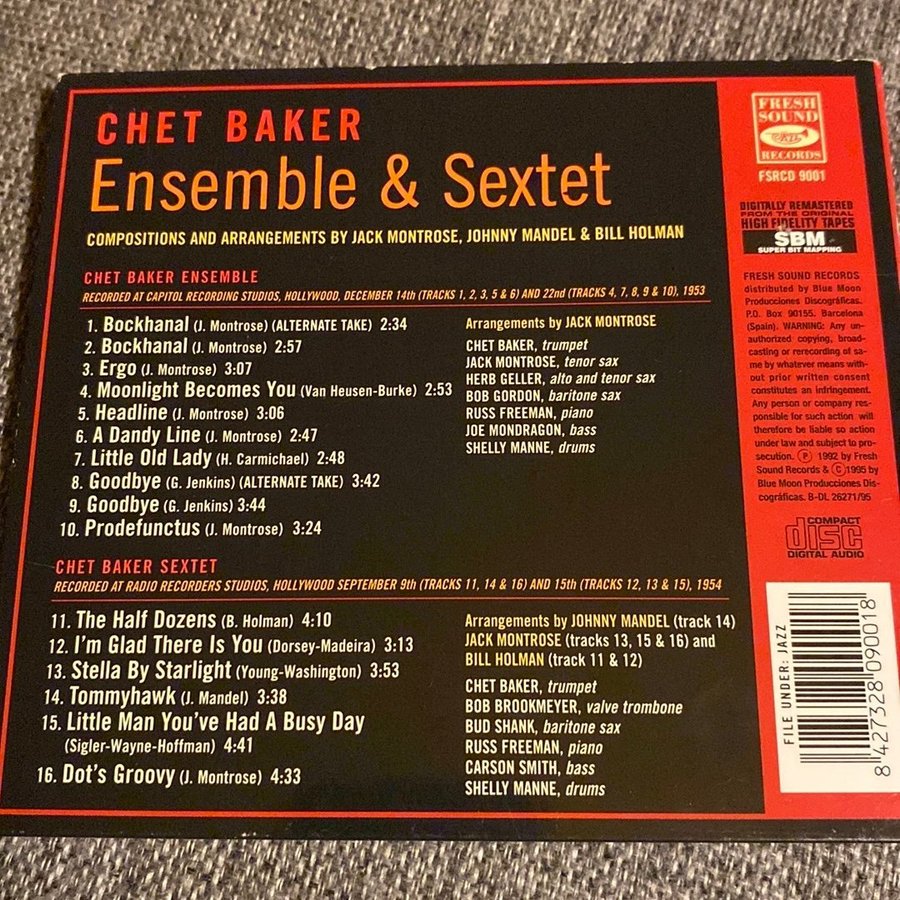 CHET BAKER
Ensemble & Sextet
COMPOSITIONS AND ARRANGEMENTS BY JACK MONTROSE, JOHNNY MANDEL & BILL HOLMAN
CHET BAKER ENSEMBLE
RECORDED AT CAPITOL RECORDING STUDIOS, HOLLYWOOD, DECEMBER 14th (TRACKS 1, 2, 3, 5 & 6) AND 22nd (TRACKS 4, 7, 8, 9 & 10), 1953
1. Bockhanal (J. Montrose) (ALTERNATE TAKE) 2:34
2. Bockhanal (J. Montrose) 2:57
3. Ergo (J. Montrose) 3:07
4. Moonlight Becomes You (Van Heusen-Burke) 2:53
5. Headline (J. Montrose) 3:06
6. A Dandy Line (J. Montrose) 2:47
7. Little Old Lady (H. Carmichael) 2:48
8. Goodbye (G. Jenkins) (ALTERNATE TAKE) 3:42
9. Goodbye (G. Jenkins) 3:44
10. Prodefunctus (J. Montrose) 3:24
Arrangements by JACK MONTROSE
CHET BAKER, trumpet
JACK MONTROSE, tenor sax
HERB GELLER, alto and tenor sax
BOB GORDON, baritone sax
RUSS FREEMAN, piano
JOE MONDRAGON, bass
SHELLY MANNE, drums
CHET BAKER SEXTET
RECORDED AT RADIO RECORDERS STUDIOS, HOLLYWOOD SEPTEMBER 9th (TRACKS 11, 14 & 16) AND 15th (TRACKS 12, 13 & 15), 1954
11. The Half Dozens (B. Holman) 4:10
12. I'm Glad There Is You (Dorsey-Madeira) 3:13
13. Stella By Starlight (Young-Washington) 3:53
14. Tommyhawk (J. Mandel) 3:38
15. Little Man You've Had A Busy Day
(Sigler-Wayne-Hoffman) 4:41
16. Dot's Groovy (J. Montrose) 4:33
Arrangements by JOHNNY MANDEL (track 14)
JACK MONTROSE (tracks 13, 15 & 16) and
BILL HOLMAN (track 11 & 12)
CHET BAKER, trumpet
BOB BROOKMEYER, valve trombone
BUD SHANK, baritone sax
RUSS FREEMAN, piano
CARSON SMITH, bass
SHELLY MANNE, drums
FRESH
SOUND
RECORDS
FSRCD 9001
DIGITALLY REMASTERED
FROM THE ORIGINAL
HIGH FIDELITY TAPES
SBM
SUPER BIT MAPPING
FRESH SOUND RECORDS
distributed by Blue Moon
Producciones Discográficas.
P.O. Box 90155. Barcelona
(Spain). WARNING: Any un-
authorized copying, broad-
casting or rerecording of sa-
me by whatever means with-
out prior written consent
constitutes an infringement.
Any person or company res-
ponsible for such action will
therefore be liable so action
under law and subject to pro-
secution. Ⓟ 1992 by Fresh
Sound Records & ©1995 by
Blue Moon Producciones Dis-
cográficas. B-DL 26271/95
COMPACT
disc
DIGITAL AUDIO
FILE UNDER: JAZZ
8 427328 090018